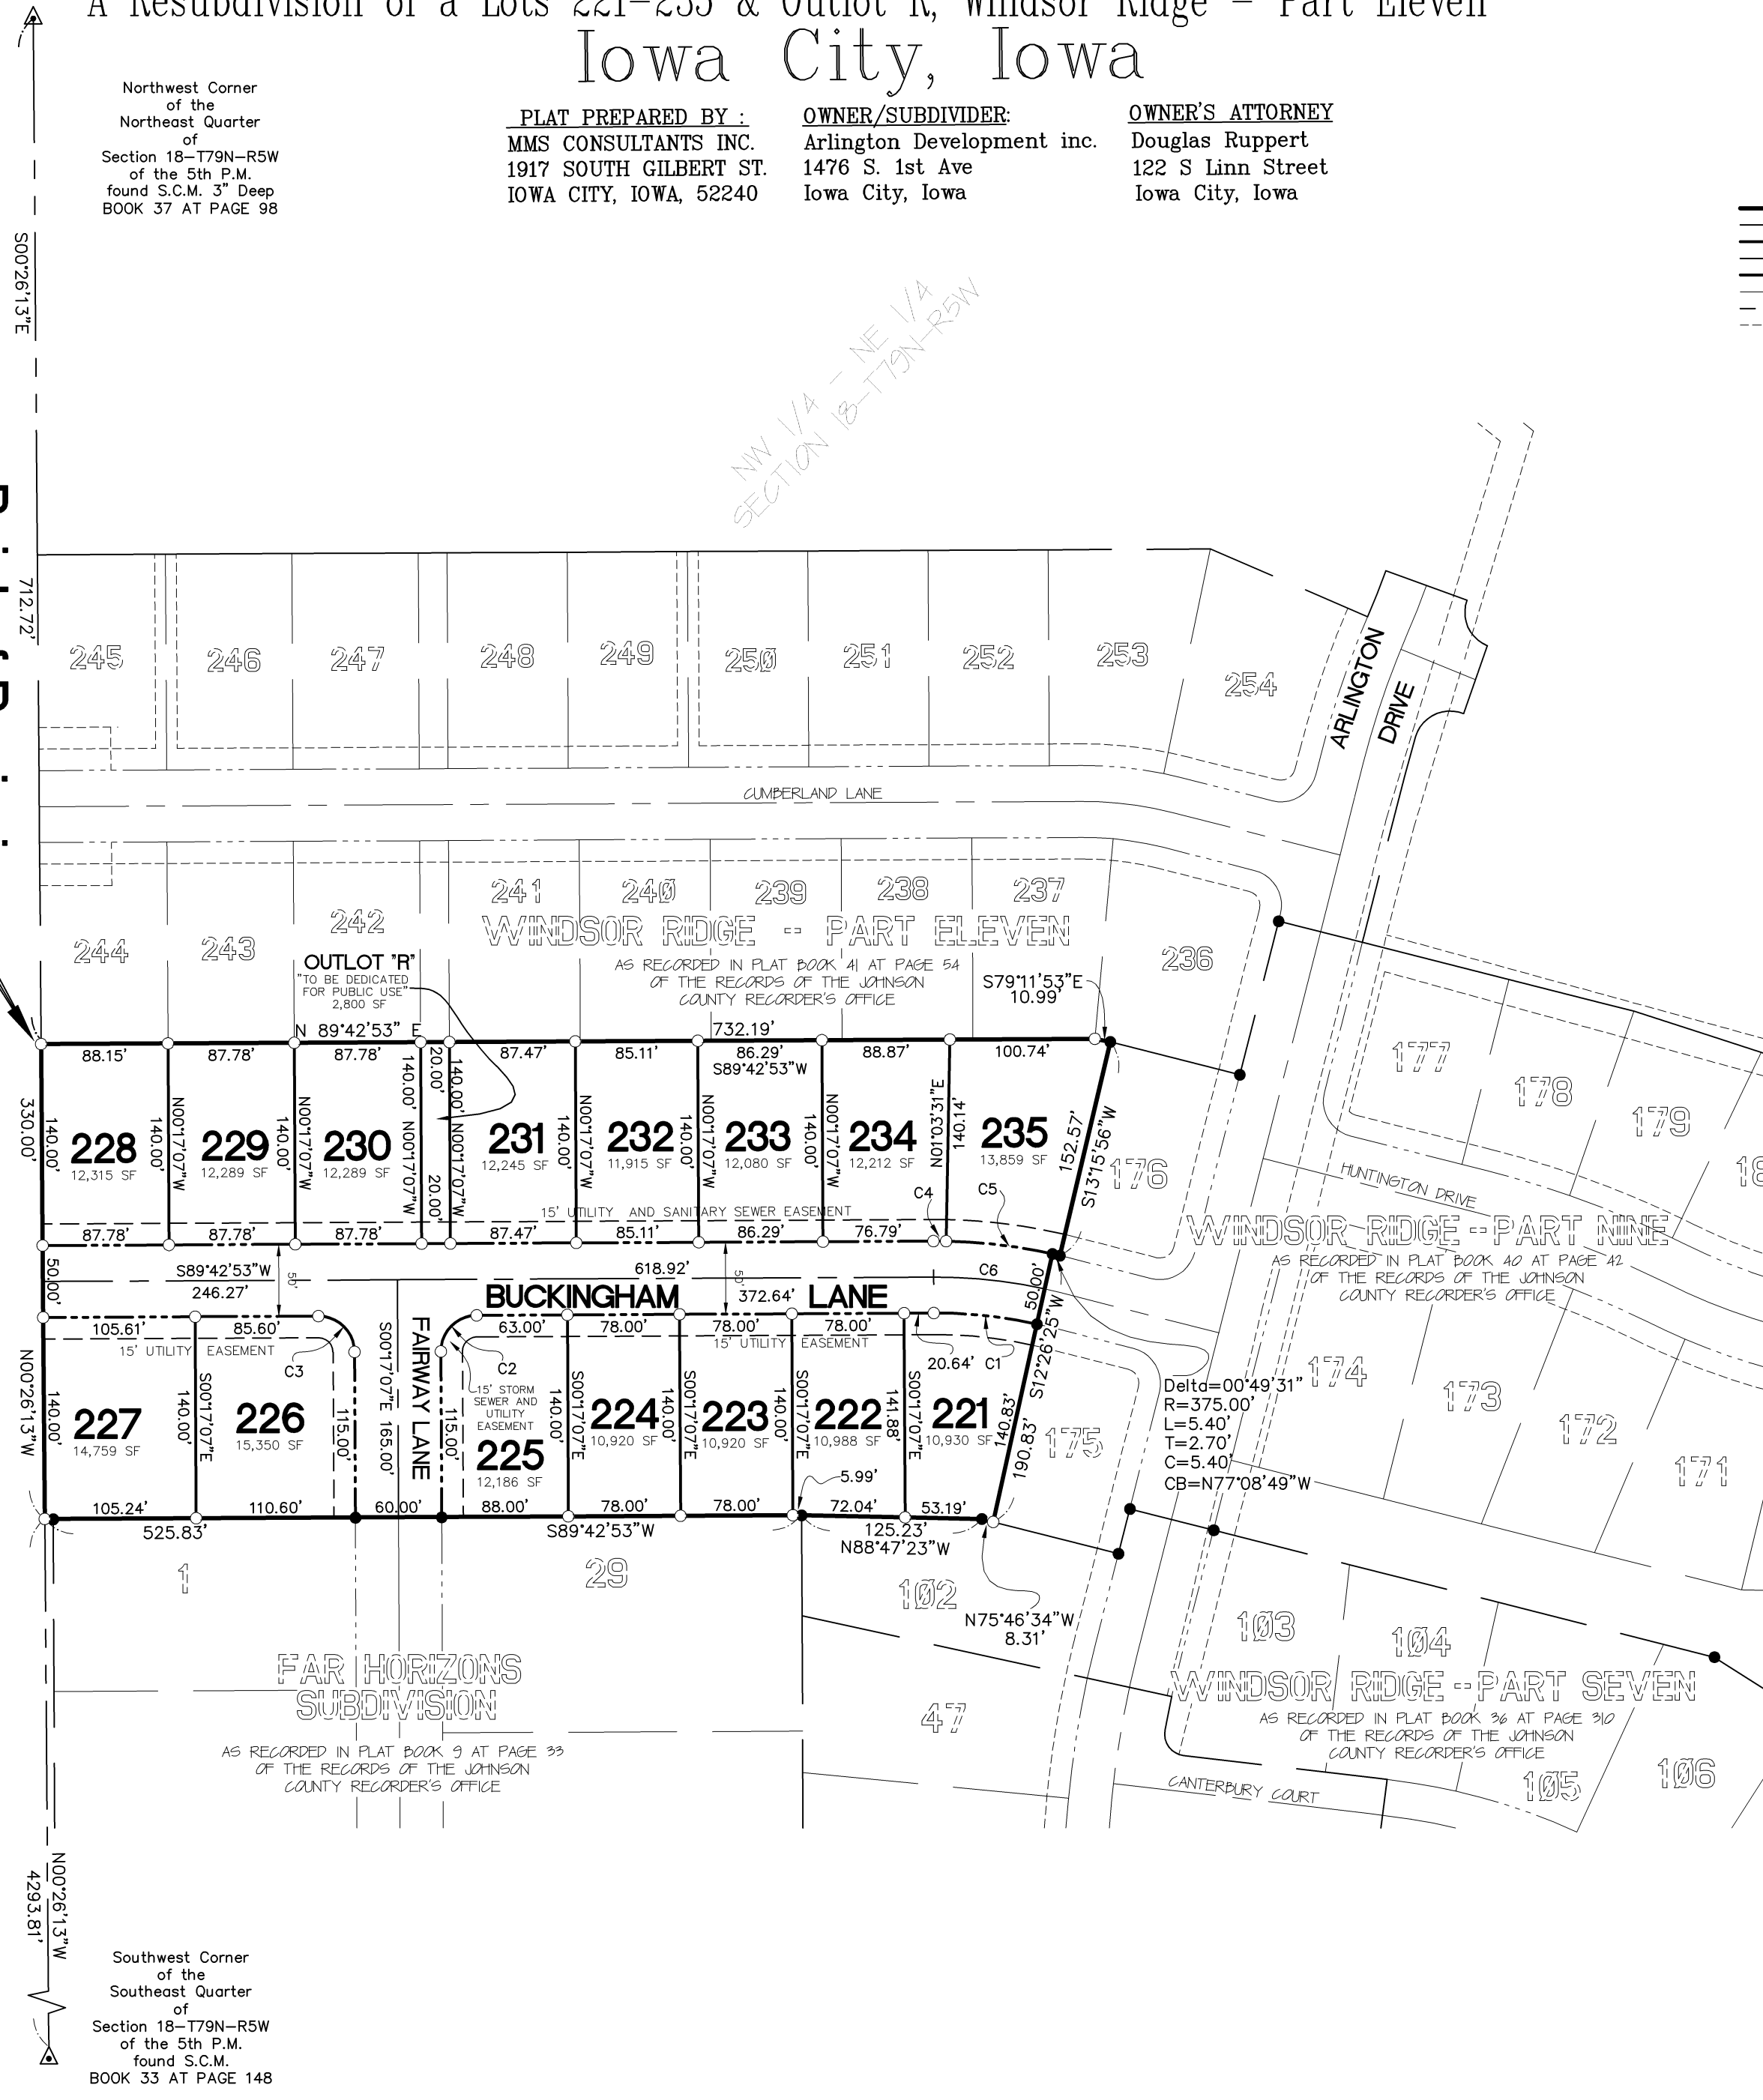 A Resubdivision of a Lots 221-235 & Outlot R, Windsor Ridge - Part Eleven
Iowa City, Iowa
Northwest Corner
of the
Northeast Quarter
of
Section 18-T79N-R5W
of the 5th P.M.
found S.C.M. 3" Deep
BOOK 37 AT PAGE 98
PLAT PREPARED BY :
MMS CONSULTANTS INC.
1917 SOUTH GILBERT ST.
IOWA CITY, IOWA, 52240
OWNER/SUBDIVIDER:
Arlington Development inc.
1476 S. 1st Ave
Iowa City, Iowa
OWNER'S ATTORNEY
Douglas Ruppert
122 S Linn Street
Iowa City, Iowa
S00°26'13"E
712.72'
NW 1/4 - NE 1/4
SECTION 18-T79N-R5W
245
246
247
248
249
250
251
252
253
254
ARLINGTON
DRIVE
CUMBERLAND LANE
244
243
242
241
240
239
238
237
236
WINDSOR RIDGE - PART ELEVEN
AS RECORDED IN PLAT BOOK 41 AT PAGE 54
OF THE RECORDS OF THE JOHNSON
COUNTY RECORDER'S OFFICE
OUTLOT "R"
"TO BE DEDICATED
FOR PUBLIC USE"
2,800 SF
S79°11'53"E
10.99'
N 89°42'53" E
732.19'
88.15'
87.78'
87.78'
20.00'
87.47'
85.11'
86.29'
S89°42'53"W
88.87'
100.74'
330.00'
140.00'
228
12,315 SF
140.00'
N00°17'07"W
229
12,289 SF
140.00'
N00°17'07"W
230
12,289 SF
140.00'
N00°17'07"W
20.00'
140.00'
N00°17'07"W
231
12,245 SF
140.00'
N00°17'07"W
232
11,915 SF
140.00'
N00°17'07"W
233
12,080 SF
140.00'
N00°17'07"W
234
12,212 SF
N01°03'31"E
140.14'
235
13,859 SF
152.57'
S13°15'56"W
176
177
178
179
18
HUNTINGTON DRIVE
C4
C5
15' UTILITY AND SANITARY SEWER EASEMENT
87.78'
87.78'
87.78'
87.47'
85.11'
86.29'
76.79'
WINDSOR RIDGE - PART NINE
AS RECORDED IN PLAT BOOK 40 AT PAGE 42
OF THE RECORDS OF THE JOHNSON
COUNTY RECORDER'S OFFICE
50.00'
S89°42'53"W
246.27'
50'
618.92'
372.64'
50'
C6
BUCKINGHAM LANE
50.00'
S12°26'25"W
105.61'
85.60'
63.00'
78.00'
78.00'
78.00'
15' UTILITY EASEMENT
15' UTILITY EASEMENT
C3
C2
20.64'
C1
S00°17'07"E 165.00'
FAIRWAY LANE
15' STORM
SEWER AND
UTILITY
EASEMENT
N00°26'13"W
140.00'
227
14,759 SF
140.00'
S00°17'07"E
226
15,350 SF
115.00'
115.00'
225
12,186 SF
140.00'
S00°17'07"E
224
10,920 SF
140.00'
S00°17'07"E
223
10,920 SF
140.00'
S00°17'07"E
222
10,988 SF
141.88'
S00°17'07"E
221
10,930 SF
140.83'
190.83'
175
174
173
172
171
Delta=00°49'31"
R=375.00'
L=5.40'
T=2.70'
C=5.40'
CB=N77°08'49"W
5.99'
105.24'
110.60'
60.00'
88.00'
78.00'
78.00'
72.04'
53.19'
525.83'
S89°42'53"W
125.23'
N88°47'23"W
1
29
102
N75°46'34"W
8.31'
103
104
FAR HORIZONS
SUBDIVISION
AS RECORDED IN PLAT BOOK 9 AT PAGE 33
OF THE RECORDS OF THE JOHNSON
COUNTY RECORDER'S OFFICE
47
WINDSOR RIDGE - PART SEVEN
AS RECORDED IN PLAT BOOK 36 AT PAGE 310
OF THE RECORDS OF THE JOHNSON
COUNTY RECORDER'S OFFICE
CANTERBURY COURT
105
106
N00°26'13"W
4293.81'
Southwest Corner
of the
Southeast Quarter
of
Section 18-T79N-R5W
of the 5th P.M.
found S.C.M.
BOOK 33 AT PAGE 148